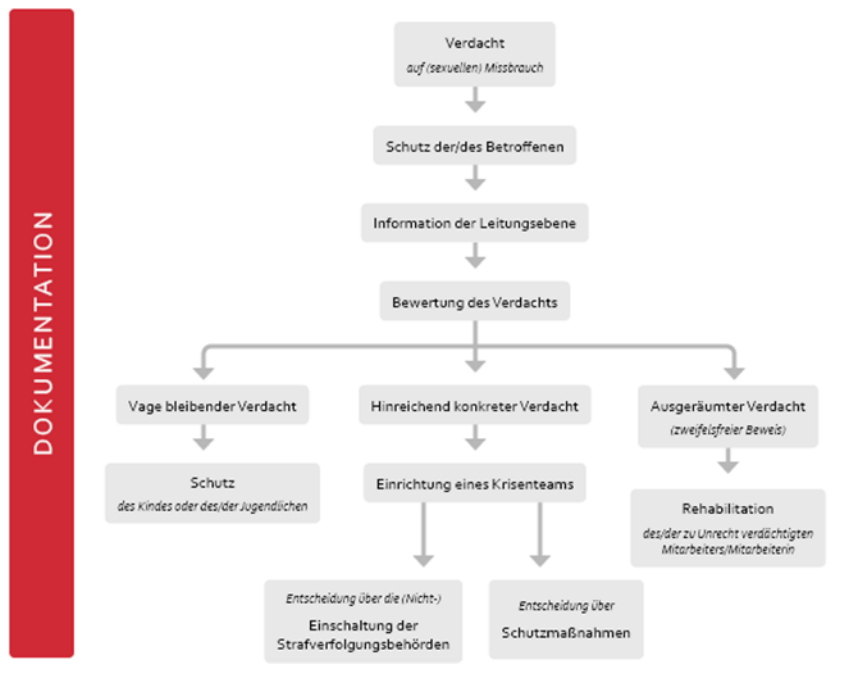 DOKUMENTATION
Verdacht
auf (sexuellen) Missbrauch
Schutz der/des Betroffenen
Information der Leitungsebene
Bewertung des Verdachts
Vage bleibender Verdacht
Hinreichend konkreter Verdacht
Ausgeräumter Verdacht
(zweifelsfreier Beweis)
Schutz
des Kindes oder des/der Jugendlichen
Einrichtung eines Krisenteams
Rehabilitation
des/der zu Unrecht verdächtigten
Mitarbeiters/Mitarbeiterin
Entscheidung über die (Nicht-)
Einschaltung der
Strafverfolgungsbehörden
Entscheidung über
Schutzmaßnahmen